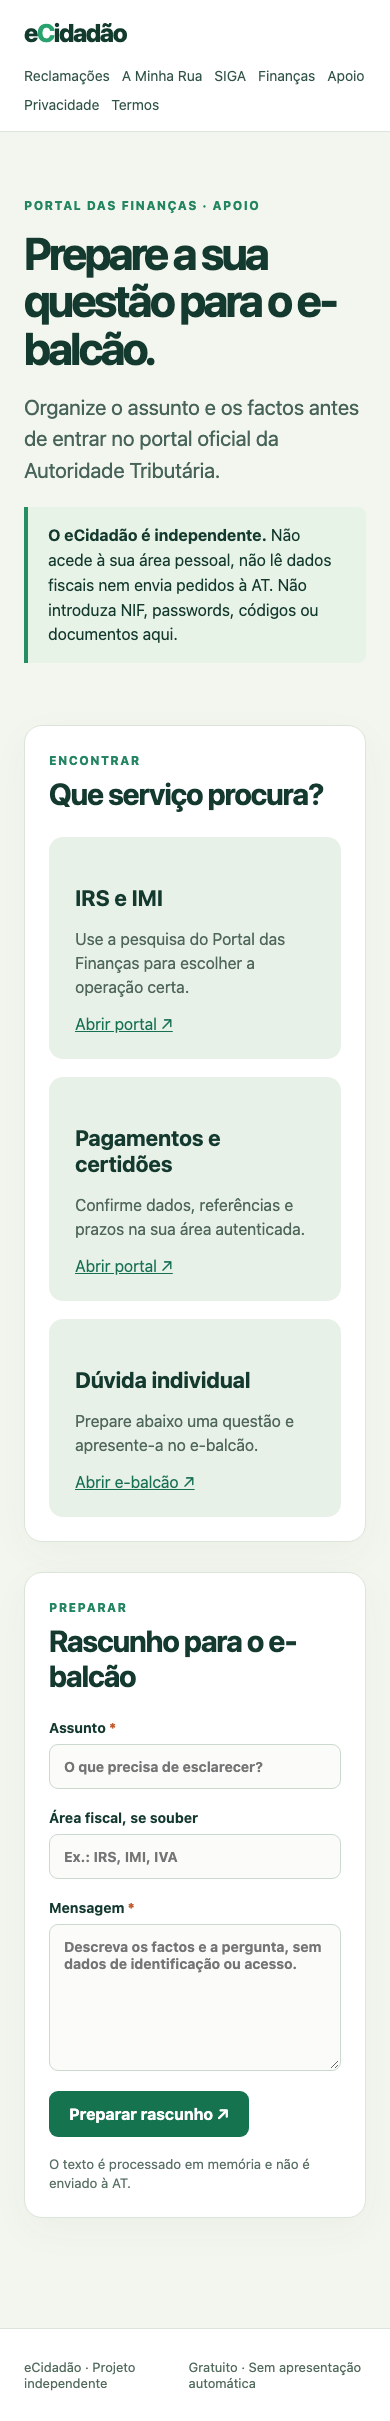 eCidadão
Reclamações A Minha Rua SIGA Finanças Apoio
Privacidade Termos
PORTAL DAS FINANÇAS · APOIO
Prepare a sua
questão para o e-
balcão.
Organize o assunto e os factos antes
de entrar no portal oficial da
Autoridade Tributária.
O eCidadão é independente. Não
acede à sua área pessoal, não lê dados
fiscais nem envia pedidos à AT. Não
introduza NIF, passwords, códigos ou
documentos aqui.
ENCONTRAR
Que serviço procura?
IRS e IMI
Use a pesquisa do Portal das
Finanças para escolher a
operação certa.
Abrir portal ↗
Pagamentos e
certidões
Confirme dados, referências e
prazos na sua área autenticada.
Abrir portal ↗
Dúvida individual
Prepare abaixo uma questão e
apresente-a no e-balcão.
Abrir e-balcão ↗
PREPARAR
Rascunho para o e-
balcão
Assunto *
O que precisa de esclarecer?
Área fiscal, se souber
Ex.: IRS, IMI, IVA
Mensagem *
Descreva os factos e a pergunta, sem
dados de identificação ou acesso.
Preparar rascunho ↗
O texto é processado em memória e não é
enviado à AT.
eCidadão · Projeto
independente
Gratuito · Sem apresentação
automática